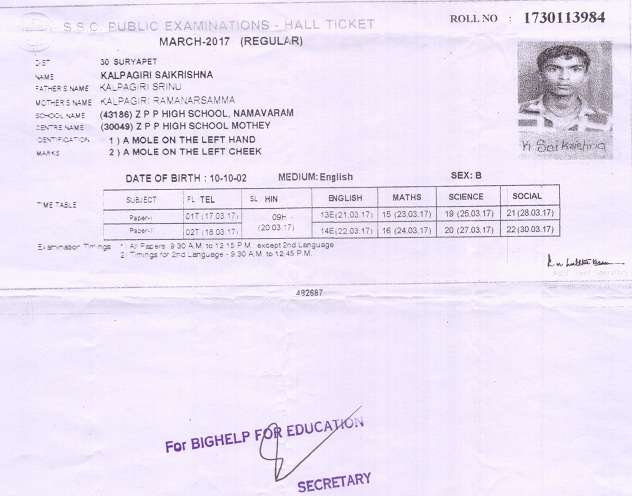 S.S.C. PUBLIC EXAMINATIONS - HALL TICKET
ROLL NO : 1730113984
MARCH-2017 (REGULAR)
DIST 30 SURYAPET
NAME KALPAGIRI SAIKRISHNA
FATHER'S NAME KALPAGIRI SRINU
MOTHER'S NAME KALPAGIRI RAMANARSAMMA
SCHOOL NAME (43186) Z P P HIGH SCHOOL, NAMAVARAM
CENTRE NAME (30049) Z P P HIGH SCHOOL MOTHEY
IDENTIFICATION 1 ) A MOLE ON THE LEFT HAND
MARKS 2 ) A MOLE ON THE LEFT CHEEK
K Saikrishna
DATE OF BIRTH : 10-10-02 MEDIUM: English SEX: B
TIME TABLE
SUBJECT FL: TEL SL: HIN ENGLISH MATHS SCIENCE SOCIAL
Paper-I 01T (17.03.17) 09H - (20.03.17) 13E(21.03.17) 15 (23.03.17) 19 (25.03.17) 21 (28.03.17)
Paper-II 02T (18.03.17) 14E(22.03.17) 16 (24.03.17) 20 (27.03.17) 22 (30.03.17)
Examination Timings 1. All Papers 9.30 A.M. to 12.15 P.M. except 2nd Language
2. Timings for 2nd Language - 9.30 A.M. to 12.45 P.M.
482687
For BIGHELP FOR EDUCATION
SECRETARY